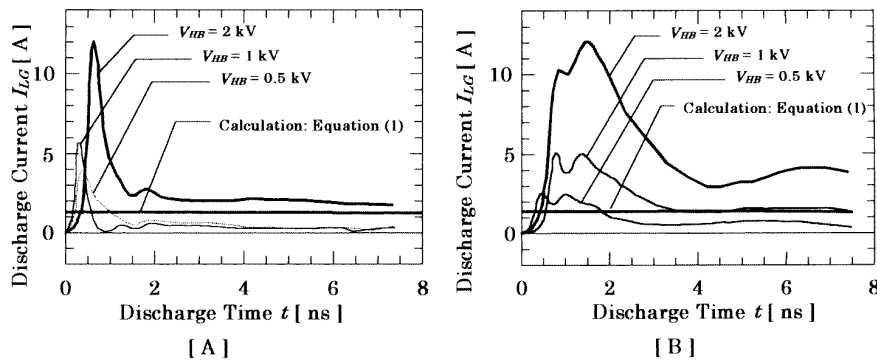 Discharge Current I_LG [ A ]
10
5
0
V_HB = 2 kV
V_HB = 1 kV
V_HB = 0.5 kV
Calculation: Equation (1)
0 2 4 6 8
Discharge Time t [ ns ]
[ A ]
Discharge Current I_LG [ A ]
10
5
0
V_HB = 2 kV
V_HB = 1 kV
V_HB = 0.5 kV
Calculation: Equation (1)
0 2 4 6 8
Discharge Time t [ ns ]
[ B ]